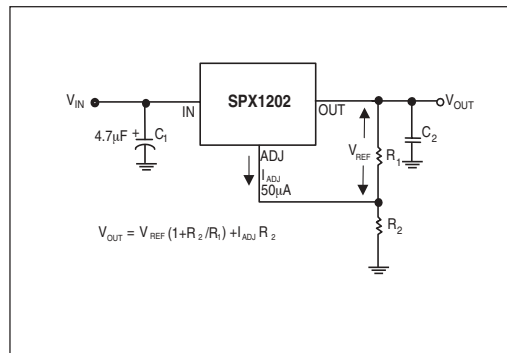 SPX1202
V_IN
IN
OUT
V_OUT
4.7µF + C_1
ADJ
I_ADJ
50µA
V_REF
R_1
C_2
R_2
V_OUT = V_REF (1+R_2/R_1) +I_ADJ R_2